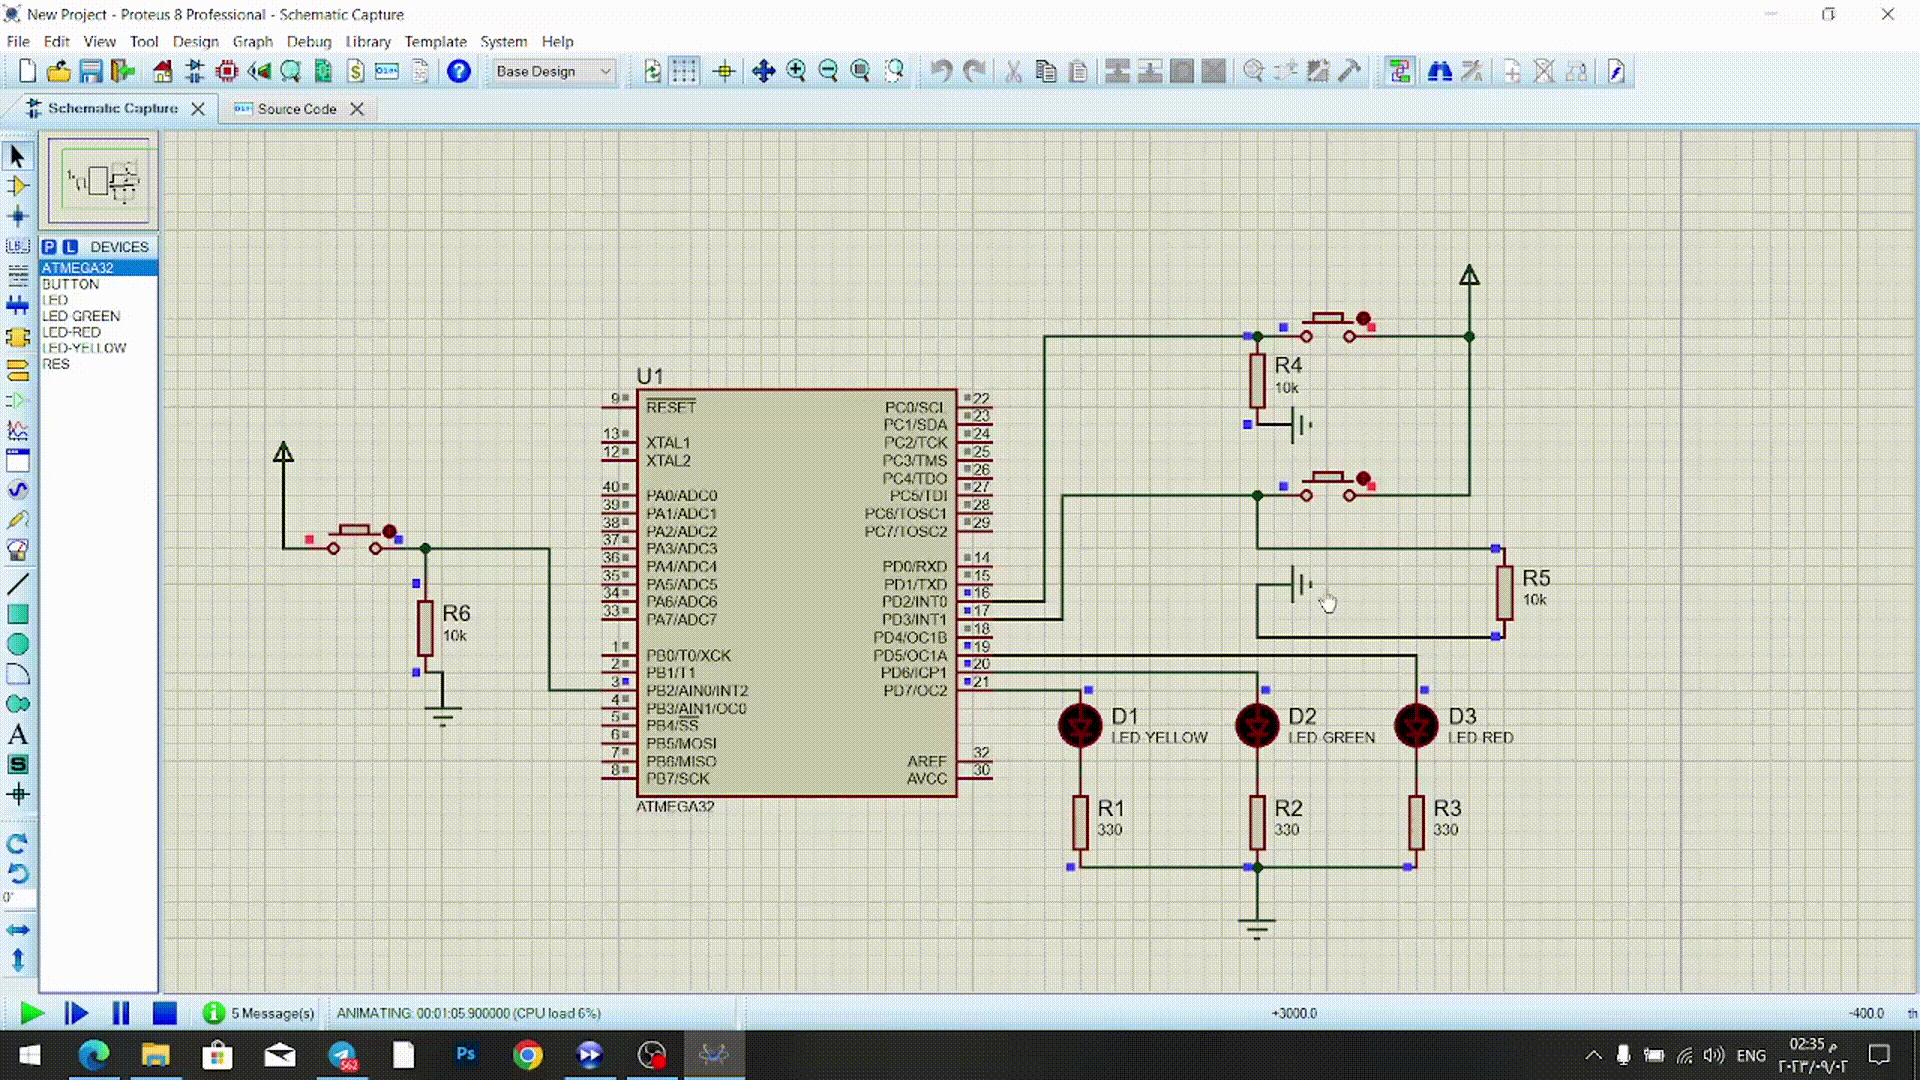 New Project - Proteus 8 Professional - Schematic Capture
File Edit View Tool Design Graph Debug Library Template System Help
Base Design
Schematic Capture Source Code
P L DEVICES
ATMEGA32
BUTTON
LED
LED GREEN
LED-RED
LED-YELLOW
RES
LBL
A
S
0°
U1
9 RESET
13 XTAL1
12 XTAL2
40 PA0/ADC0
39 PA1/ADC1
38 PA2/ADC2
37 PA3/ADC3
36 PA4/ADC4
35 PA5/ADC5
34 PA6/ADC6
33 PA7/ADC7
1 PB0/T0/XCK
2 PB1/T1
3 PB2/AIN0/INT2
4 PB3/AIN1/OC0
5 PB4/SS
6 PB5/MOSI
7 PB6/MISO
8 PB7/SCK
PC0/SCL 22
PC1/SDA 23
PC2/TCK 24
PC3/TMS 25
PC4/TDO 26
PC5/TDI 27
PC6/TOSC1 28
PC7/TOSC2 29
PD0/RXD 14
PD1/TXD 15
PD2/INT0 16
PD3/INT1 17
PD4/OC1B 18
PD5/OC1A 19
PD6/ICP1 20
PD7/OC2 21
AREF 32
AVCC 30
ATMEGA32
R6
10k
R4
10k
R5
10k
D1
LED-YELLOW
D2
LED-GREEN
D3
LED-RED
R1
330
R2
330
R3
330
5 Message(s) ANIMATING: 00:01:05.900000 (CPU load 6%) +3000.0 -400.0 th
562
Ps
ENG
02:35 م
٢٠٢٣/٠٩/٠٢